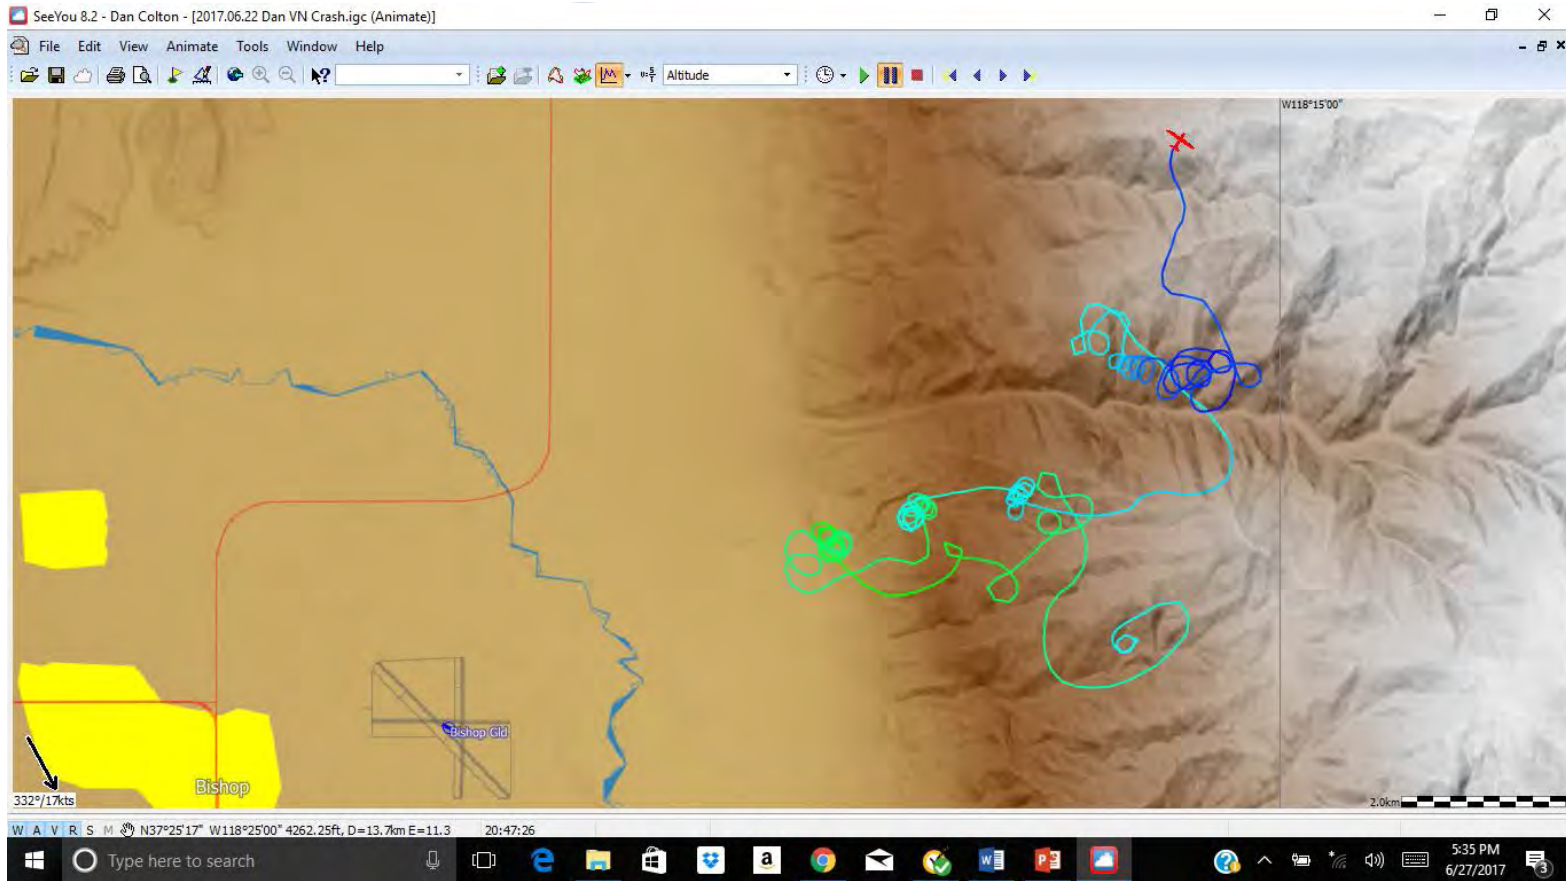 SeeYou 8.2 - Dan Colton - [2017.06.22 Dan VN Crash.igc (Animate)]
File Edit View Animate Tools Window Help
Altitude
W118°15'00"
Bishop Gld
Bishop
332°/17kts
2.0km
W A V R S M N37°25'17" W118°25'00" 4262.25ft, D=13.7km E=11.3 20:47:26
Type here to search
5:35 PM
6/27/2017
3